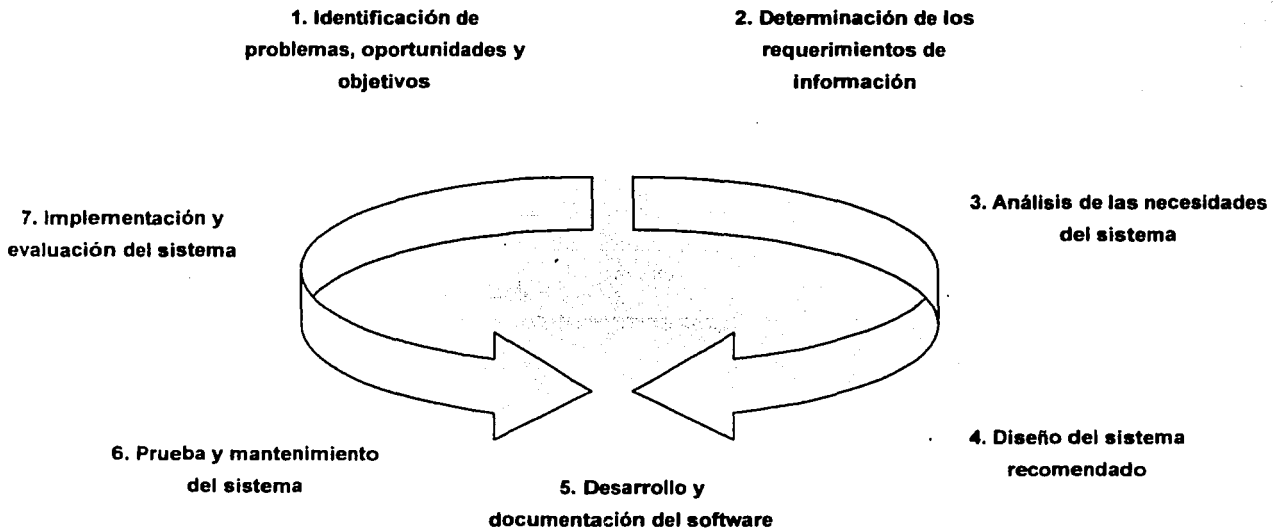 1. Identificación de
problemas, oportunidades y
objetivos
2. Determinación de los
requerimientos de
información
3. Análisis de las necesidades
del sistema
4. Diseño del sistema
recomendado
5. Desarrollo y
documentación del software
6. Prueba y mantenimiento
del sistema
7. Implementación y
evaluación del sistema